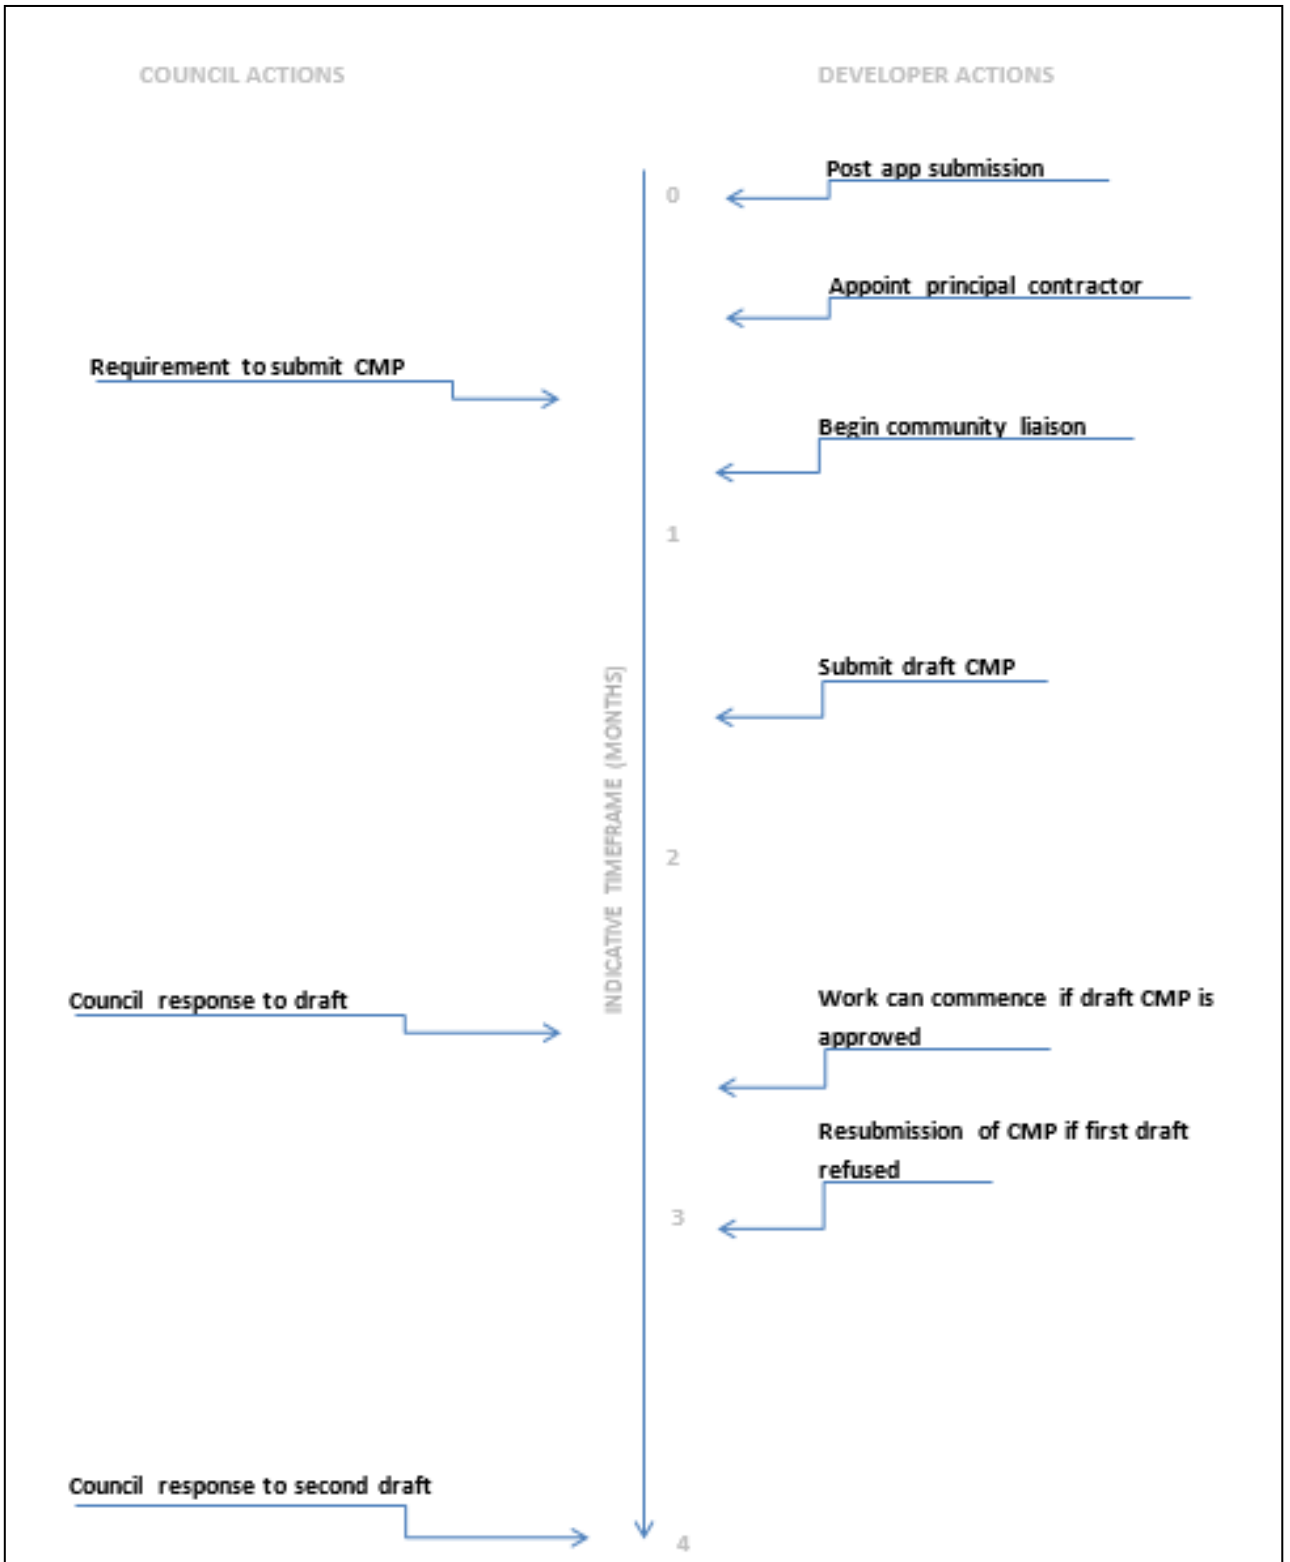 COUNCIL ACTIONS
DEVELOPER ACTIONS
Post app submission
0
Appoint principal contractor
Requirement to submit CMP
Begin community liaison
1
Submit draft CMP
INDICATIVE TIMEFRAME (MONTHS)
2
Council response to draft
Work can commence if draft CMP is
approved
Resubmission of CMP if first draft
refused
3
Council response to second draft
4